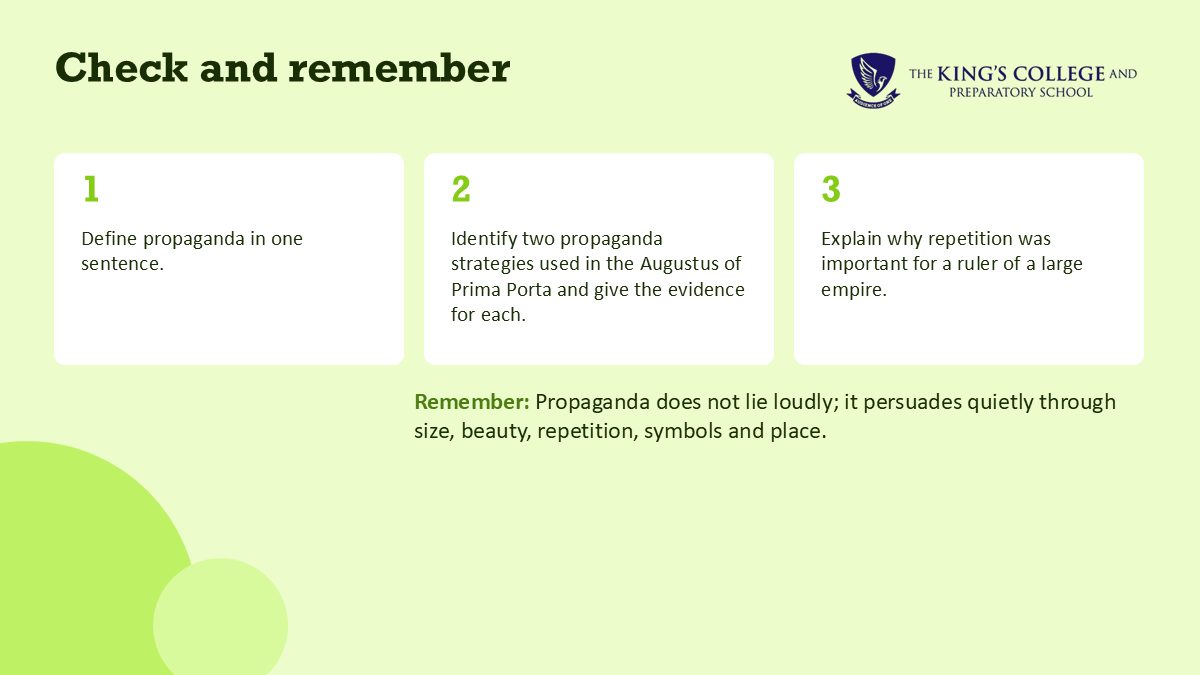 Check and remember
THE KING'S COLLEGE AND
PREPARATORY SCHOOL
AUDIENCE OF ONE
1
Define propaganda in one
sentence.
2
Identify two propaganda
strategies used in the Augustus of
Prima Porta and give the evidence
for each.
3
Explain why repetition was
important for a ruler of a large
empire.
Remember: Propaganda does not lie loudly; it persuades quietly through
size, beauty, repetition, symbols and place.